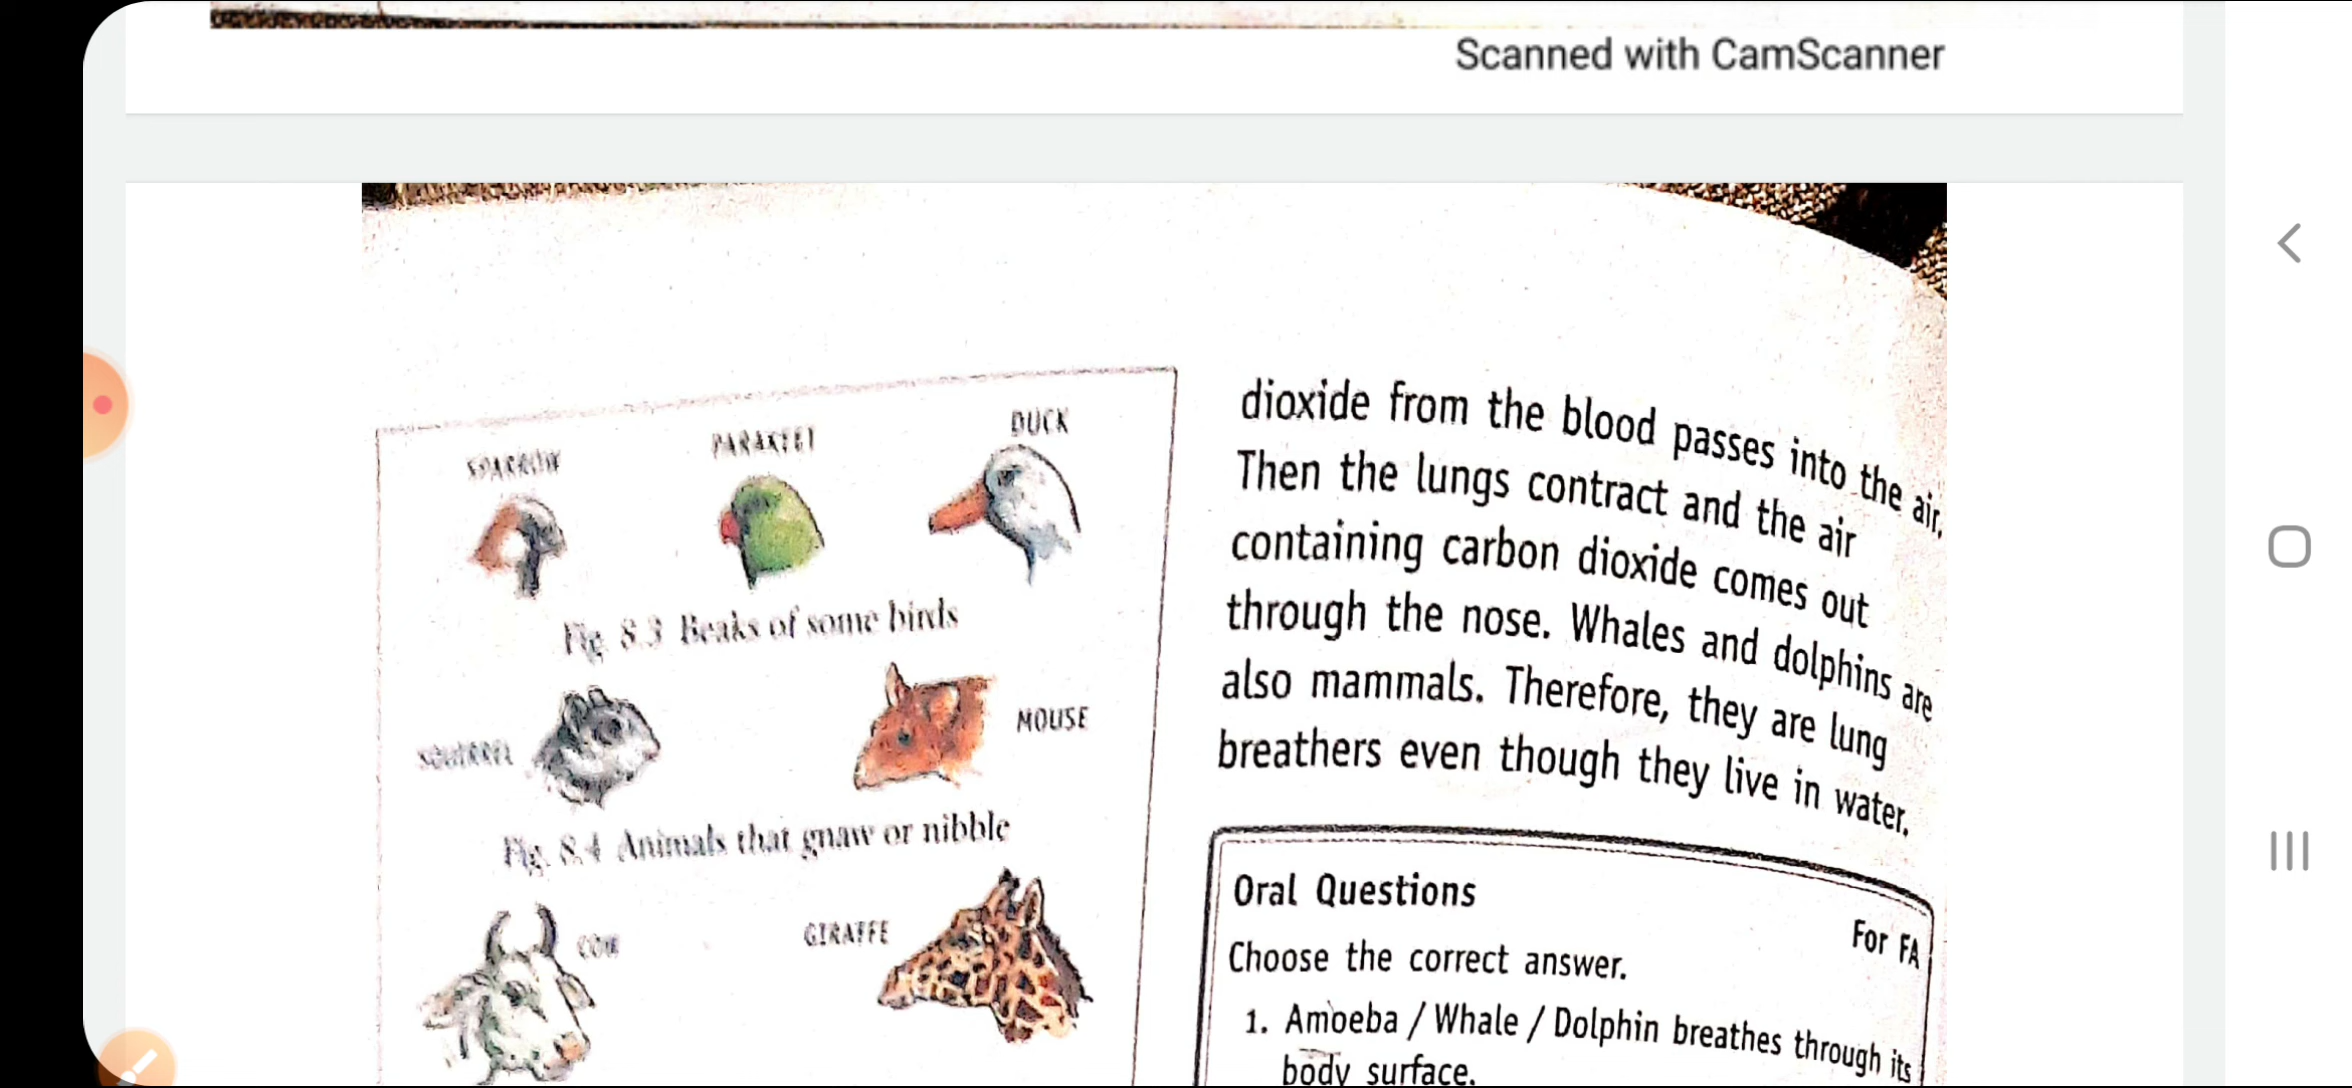 Scanned with CamScanner
SPARROW
PARAKEET
DUCK
Fig 8.3 Beaks of some birds
SQUIRREL
MOUSE
Fig. 8.4 Animals that gnaw or nibble
COW
GIRAFFE
dioxide from the blood passes into the air.
Then the lungs contract and the air
containing carbon dioxide comes out
through the nose. Whales and dolphins are
also mammals. Therefore, they are lung
breathers even though they live in water.
Oral Questions
For FA
Choose the correct answer.
1. Amoeba / Whale / Dolphin breathes through its
body surface.